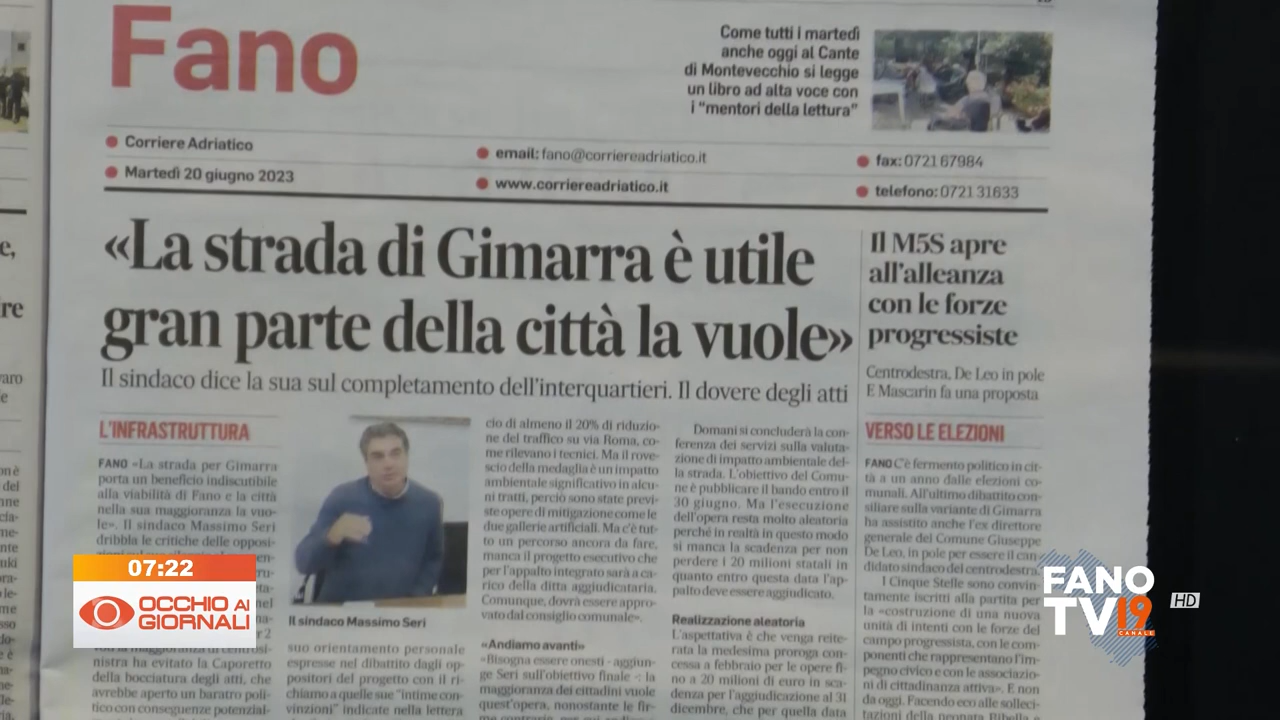 Fano
Come tutti i martedì
anche oggi al Cante
di Montevecchio si legge
un libro ad alta voce con
i “mentori della lettura”
Corriere Adriatico
Martedì 20 giugno 2023
email: fano@corriereadriatico.it
www.corriereadriatico.it
fax: 0721 67984
telefono: 0721 31633
«La strada di Gimarra è utile
gran parte della città la vuole»
Il sindaco dice la sua sul completamento dell’interquartieri. Il dovere degli atti
L’INFRASTRUTTURA
FANO «La strada per Gimarra
porta un beneficio indiscutibile
alla viabilità di Fano e la città
nella sua maggioranza la vuo-
le». Il sindaco Massimo Seri
dribbla le critiche delle opposi-
nistra ha evitato la Caporetto
della bocciatura degli atti, che
avrebbe aperto un baratro poli-
tico con conseguenze potenzial-
Il sindaco Massimo Seri
suo orientamento personale
espresse nel dibattito dagli op-
positori del progetto con il ri-
chiamo a quelle sue “intime con-
vinzioni” indicate nella lettera
cio di almeno il 20% di riduzio-
ne del traffico su via Roma, co-
me rilevano i tecnici. Ma il rove-
scio della medaglia è un impatto
ambientale significativo in alcu-
ni tratti, perciò sono state previ-
ste opere di mitigazione come le
due gallerie artificiali. Ma c’è tut-
to un percorso ancora da fare,
manca il progetto esecutivo che
per l’appalto integrato sarà a ca-
rico della ditta aggiudicataria.
Comunque, dovrà essere appro-
vato dal consiglio comunale».
«Andiamo avanti»
«Bisogna essere onesti - aggiun-
ge Seri sull’obiettivo finale -: la
maggioranza dei cittadini vuole
quest’opera, nonostante le fir-
Domani si concluderà la con-
ferenza dei servizi sulla valuta-
zione di impatto ambientale del-
la strada. L’obiettivo del Comu-
ne è pubblicare il bando entro il
30 giugno. Ma l’esecuzione
dell’opera resta molto aleatoria
perché in realtà in questo modo
si manca la scadenza per non
perdere i 20 milioni statali in
quanto entro questa data l’ap-
palto deve essere aggiudicato.
Realizzazione aleatoria
L’aspettativa è che venga reite-
rata la medesima proroga con-
cessa a febbraio per le opere fi-
no a 20 milioni di euro in sca-
denza per l’aggiudicazione al 31
dicembre, che per quella data
Il M5S apre
all’alleanza
con le forze
progressiste
Centrodestra, De Leo in pole
E Mascarin fa una proposta
VERSO LE ELEZIONI
FANO C’è fermento politico in cit-
tà a un anno dalle elezioni co-
munali. All’ultimo dibattito con-
siliare sulla variante di Gimarra
ha assistito anche l’ex direttore
generale del Comune Giuseppe
De Leo, in pole per essere il can-
didato sindaco del centrodestra.
I Cinque Stelle sono convin-
tamente iscritti alla partita per
la «costruzione di una nuova
unità di intenti con le forze del
campo progressista, con le com-
ponenti che rappresentano l’im-
pegno civico e con le associazio-
ni di cittadinanza attiva». E non
da oggi. Facendo eco alle solleci-
tazioni della neonata Ribella
07:22
OCCHIO AI
GIORNALI
FANO
TV 19
CANALE
HD